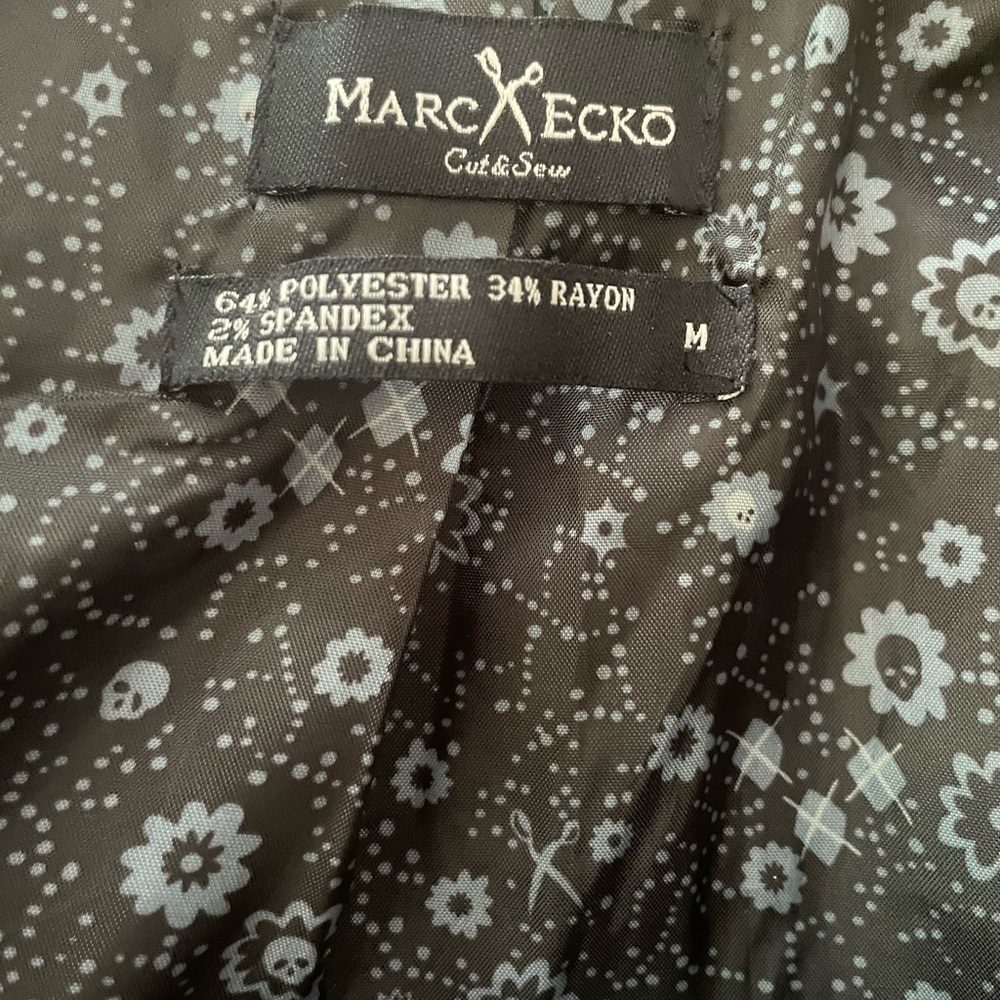 MARC ECKŌ
Cut & Sew
64% POLYESTER 34% RAYON
2% SPANDEX
MADE IN CHINA
M